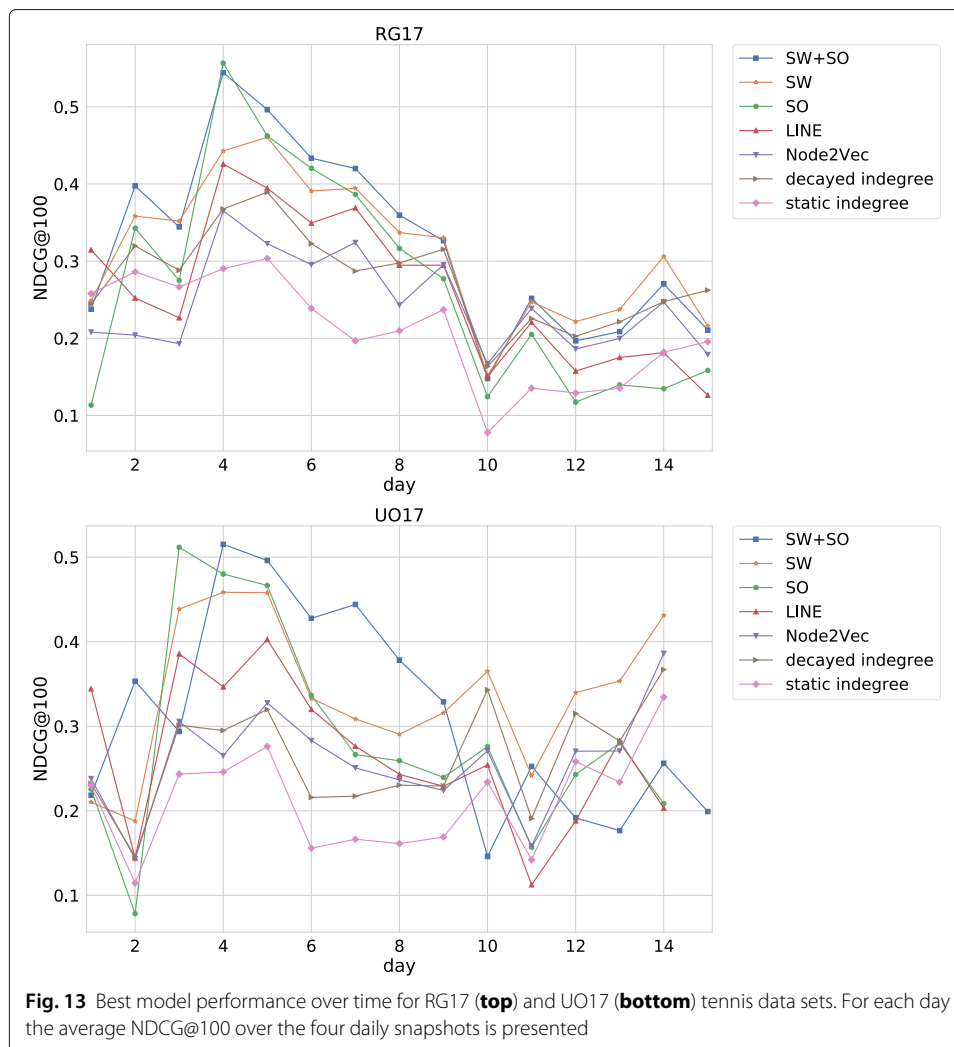 RG17
NDCG@100
0.5
0.4
0.3
0.2
0.1
2 4 6 8 10 12 14
day
SW+SO
SW
SO
LINE
Node2Vec
decayed indegree
static indegree
UO17
NDCG@100
0.5
0.4
0.3
0.2
0.1
2 4 6 8 10 12 14
day
SW+SO
SW
SO
LINE
Node2Vec
decayed indegree
static indegree
Fig. 13 Best model performance over time for RG17 (top) and UO17 (bottom) tennis data sets. For each day
the average NDCG@100 over the four daily snapshots is presented